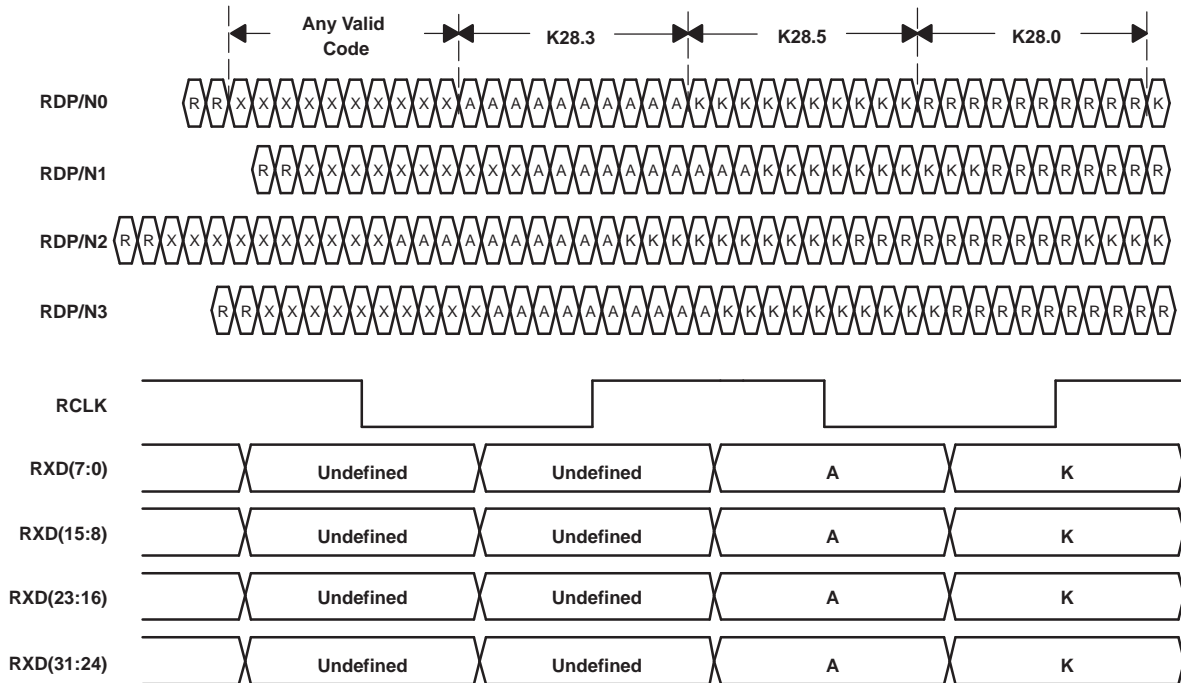 Any Valid
Code
K28.3
K28.5
K28.0
RDP/N0 R R X X X X X X X X X X A A A A A A A A A A K K K K K K K K K K R R R R R R R R R R K
RDP/N1 R R X X X X X X X X X X A A A A A A A A A A K K K K K K K K K K R R R R R R R R
RDP/N2 R R X X X X X X X X X X A A A A A A A A A A K K K K K K K K K K R R R R R R R R R R K K K K
RDP/N3 R R X X X X X X X X X X A A A A A A A A A A K K K K K K K K K K R R R R R R R R R R
RCLK
RXD(7:0) Undefined Undefined A K
RXD(15:8) Undefined Undefined A K
RXD(23:16) Undefined Undefined A K
RXD(31:24) Undefined Undefined A K